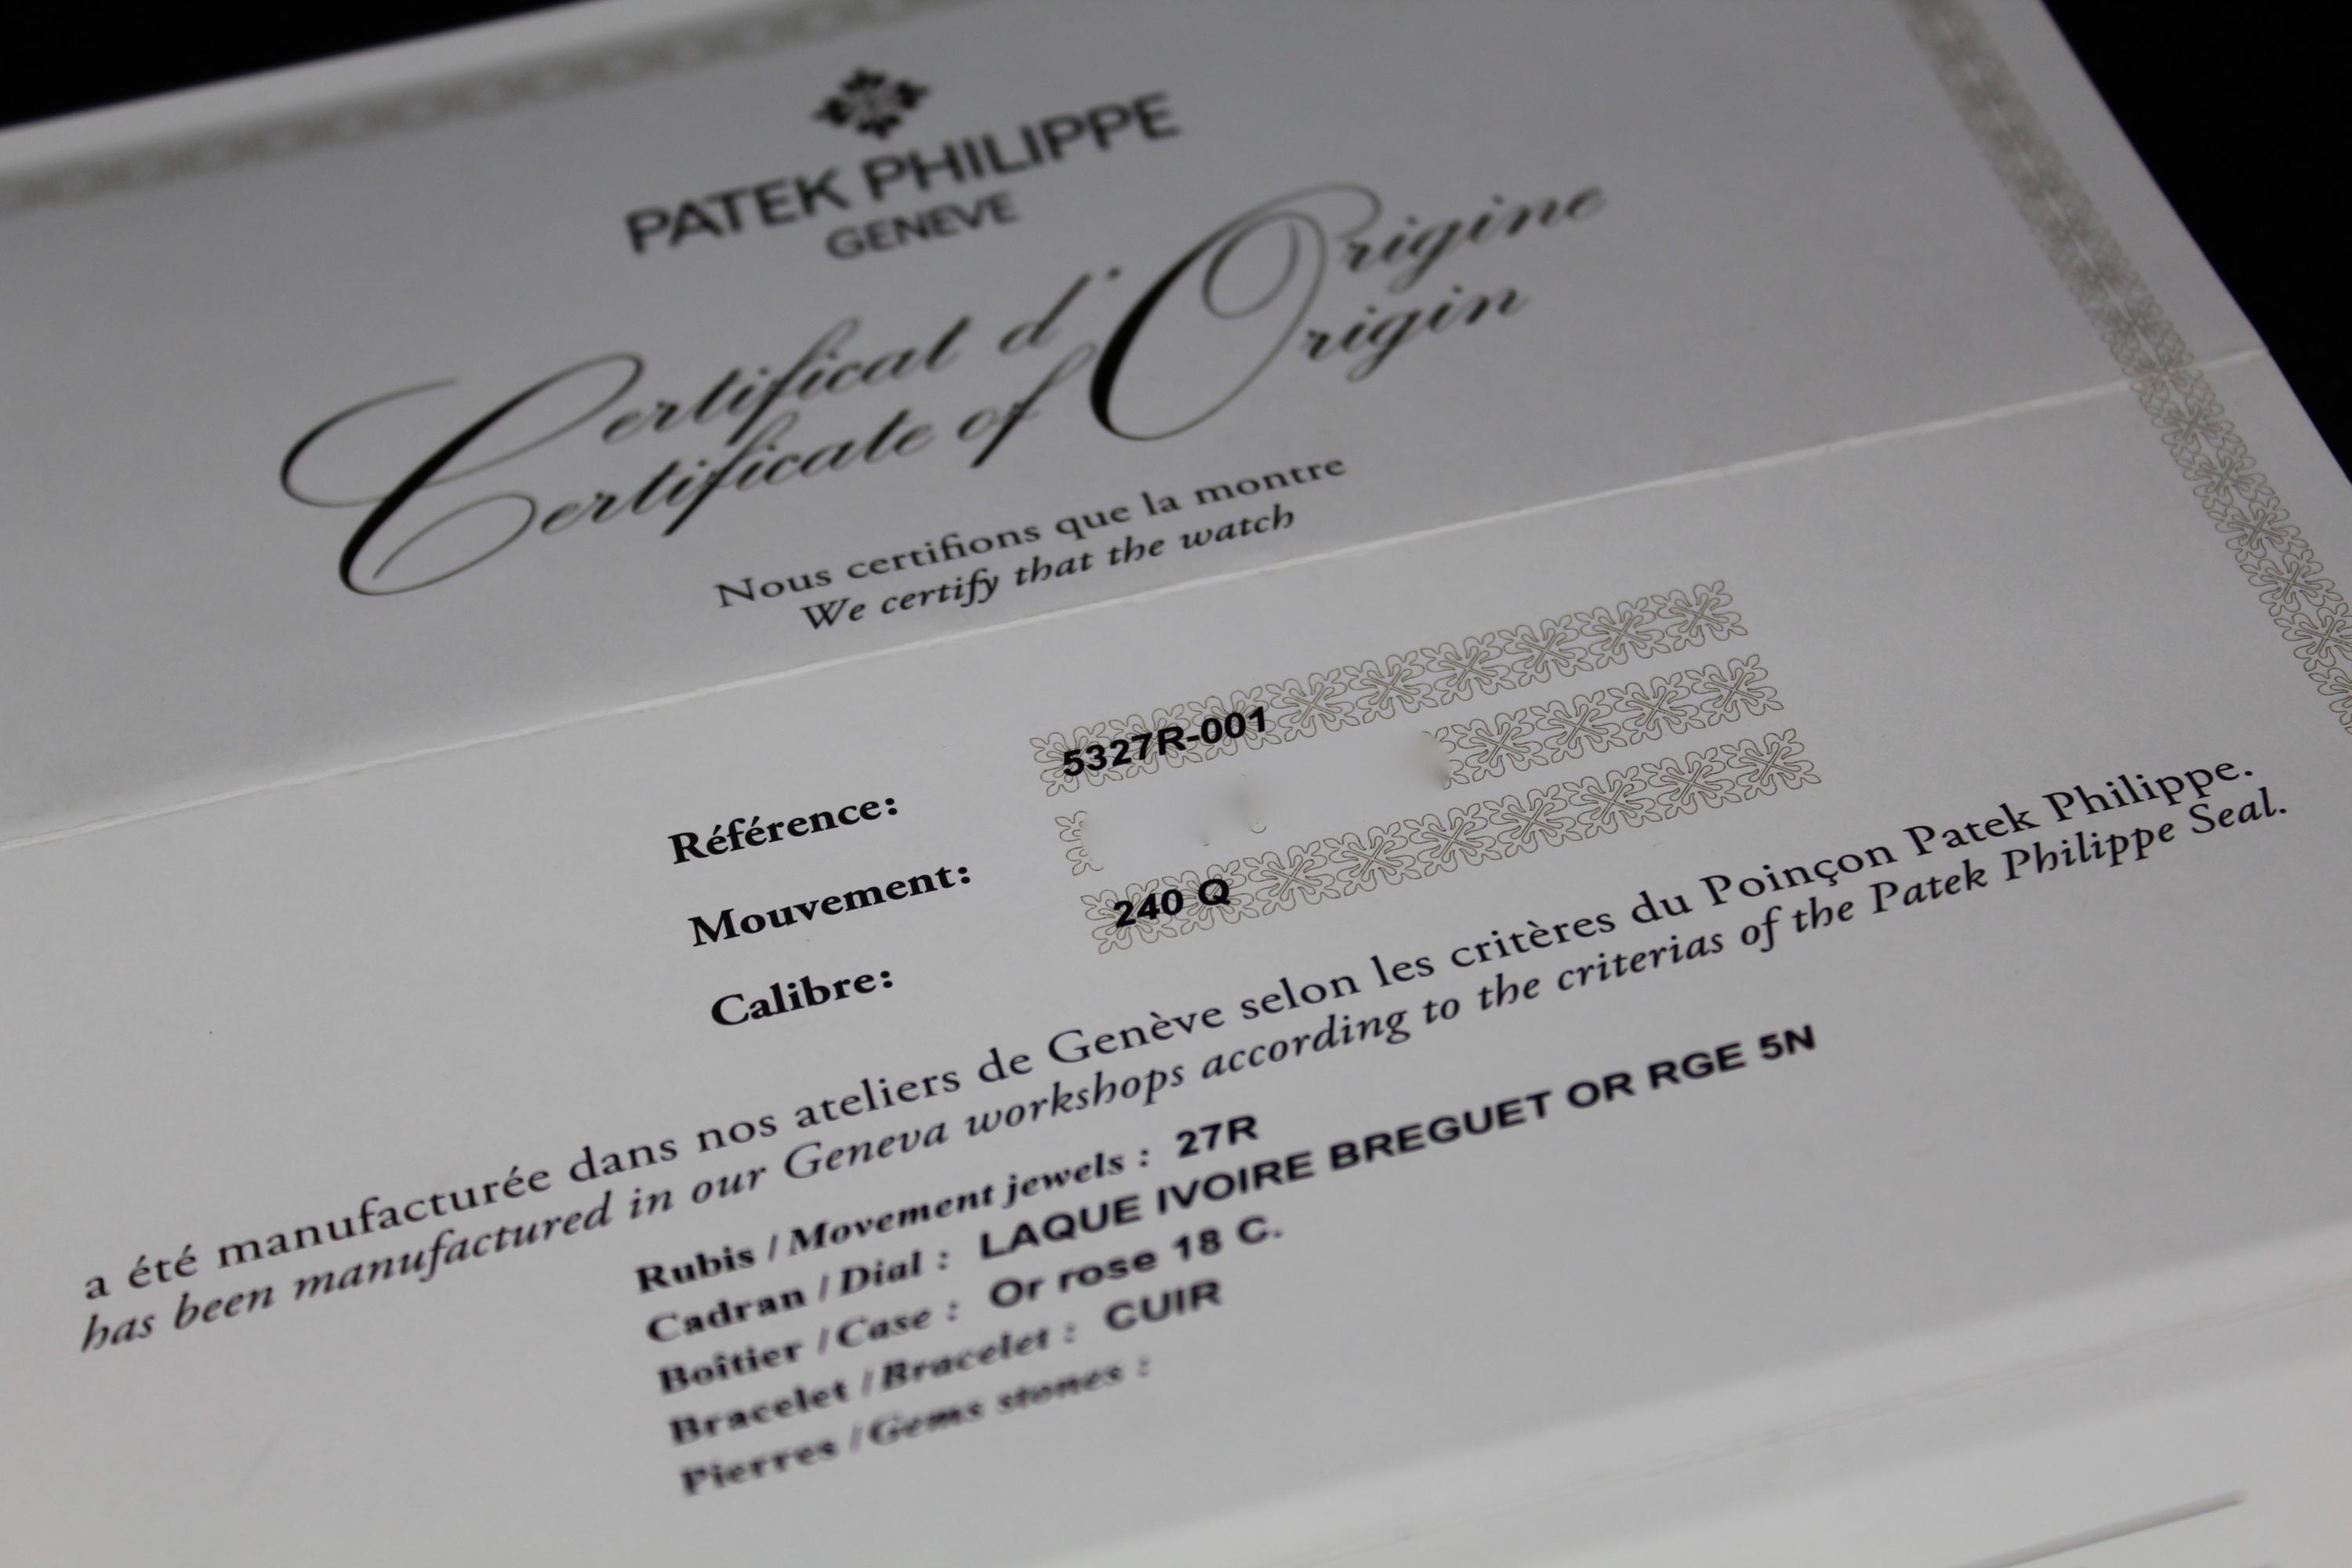 PATEK PHILIPPE
GENEVE
Certificat d'Origine
Certificate of Origin
Nous certifions que la montre
We certify that the watch
Référence: 5327R-001
Mouvement:
Calibre: 240 Q
a été manufacturée dans nos ateliers de Genève selon les critères du Poinçon Patek Philippe.
has been manufactured in our Geneva workshops according to the criterias of the Patek Philippe Seal.
Rubis / Movement jewels : 27R
Cadran / Dial : LAQUE IVOIRE BREGUET OR RGE 5N
Boîtier / Case : Or rose 18 C.
Bracelet / Bracelet : CUIR
Pierres / Gems stones :